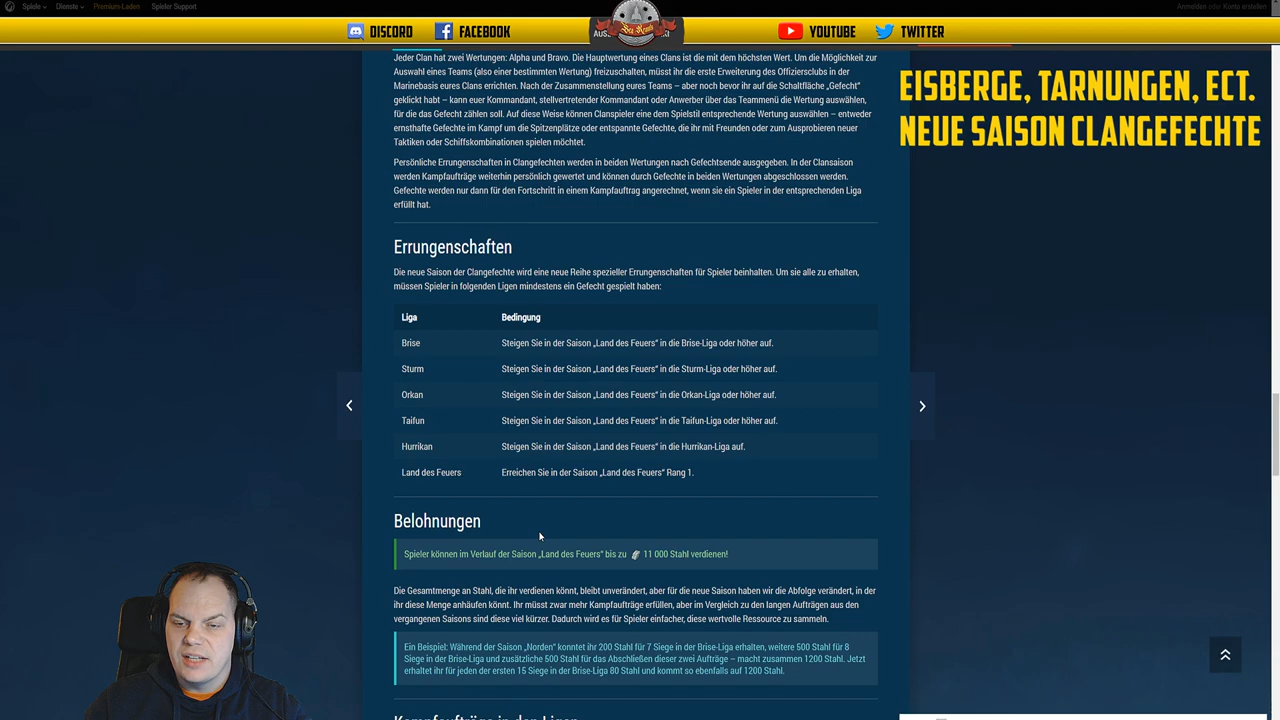 Spiele
Dienste
Premium-Laden
Spieler Support
Anmelden oder Konto erstellen
DISCORD
FACEBOOK
YOUTUBE
TWITTER
Jeder Clan hat zwei Wertungen: Alpha und Bravo. Die Hauptwertung eines Clans ist die mit dem höchsten Wert. Um die Möglichkeit zur
Auswahl eines Teams (also einer bestimmten Wertung) freizuschalten, müsst ihr die erste Erweiterung des Offiziersclubs in der
Marinebasis eures Clans errichten. Nach der Zusammenstellung eures Teams – aber noch bevor ihr auf die Schaltfläche „Gefecht“
geklickt habt – kann euer Kommandant, stellvertretender Kommandant oder Anwerber über das Teammenü die Wertung auswählen,
für die das Gefecht zählen soll. Auf diese Weise können Clanspieler eine dem Spielstil entsprechende Wertung auswählen – entweder
ernsthafte Gefechte im Kampf um die Spitzenplätze oder entspannte Gefechte, die ihr mit Freunden oder zum Ausprobieren neuer
Taktiken oder Schiffskombinationen spielen möchtet.
Persönliche Errungenschaften in Clangefechten werden in beiden Wertungen nach Gefechtsende ausgegeben. In der Clansaison
werden Kampfaufträge weiterhin persönlich gewertet und können durch Gefechte in beiden Wertungen abgeschlossen werden.
Gefechte werden nur dann für den Fortschritt in einem Kampfauftrag angerechnet, wenn sie ein Spieler in der entsprechenden Liga
erfüllt hat.
EISBERGE, TARNUNGEN, ECT.
NEUE SAISON CLANGEFECHTE
Errungenschaften
Die neue Saison der Clangefechte wird eine neue Reihe spezieller Errungenschaften für Spieler beinhalten. Um sie alle zu erhalten,
müssen Spieler in folgenden Ligen mindestens ein Gefecht gespielt haben:
Liga Bedingung
Brise Steigen Sie in der Saison „Land des Feuers“ in die Brise-Liga oder höher auf.
Sturm Steigen Sie in der Saison „Land des Feuers“ in die Sturm-Liga oder höher auf.
Orkan Steigen Sie in der Saison „Land des Feuers“ in die Orkan-Liga oder höher auf.
Taifun Steigen Sie in der Saison „Land des Feuers“ in die Taifun-Liga oder höher auf.
Hurrikan Steigen Sie in der Saison „Land des Feuers“ in die Hurrikan-Liga auf.
Land des Feuers Erreichen Sie in der Saison „Land des Feuers“ Rang 1.
Belohnungen
Spieler können im Verlauf der Saison „Land des Feuers“ bis zu 11 000 Stahl verdienen!
Die Gesamtmenge an Stahl, die ihr verdienen könnt, bleibt unverändert, aber für die neue Saison haben wir die Abfolge verändert, in der
ihr diese Menge anhäufen könnt. Ihr müsst zwar mehr Kampfaufträge erfüllen, aber im Vergleich zu den langen Aufträgen aus den
vergangenen Saisons sind diese viel kürzer. Dadurch wird es für Spieler einfacher, diese wertvolle Ressource zu sammeln.
Ein Beispiel: Während der Saison „Norden“ konntet ihr 200 Stahl für 7 Siege in der Brise-Liga erhalten, weitere 500 Stahl für 8
Siege in der Brise-Liga und zusätzliche 500 Stahl für das Abschließen dieser zwei Aufträge – macht zusammen 1200 Stahl. Jetzt
erhaltet ihr für jeden der ersten 15 Siege in der Brise-Liga 80 Stahl und kommt so ebenfalls auf 1200 Stahl.
Kampfaufträge in den Ligen